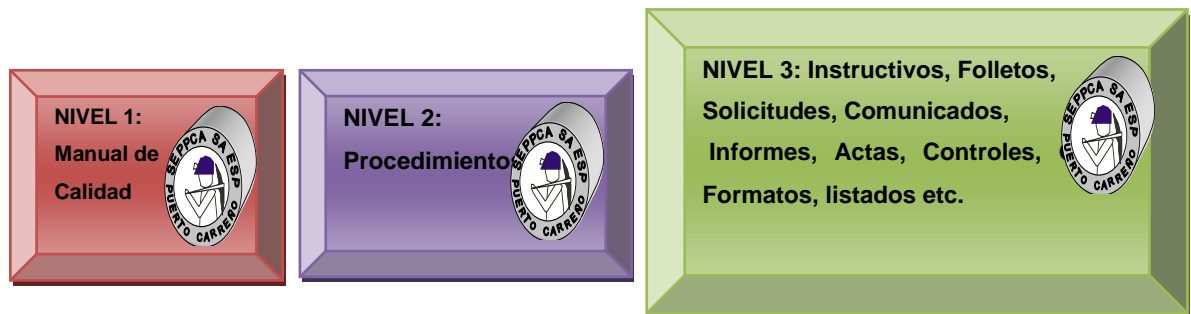 NIVEL 1:
Manual de
Calidad
SEPPCA SA ESP
PUERTO CARREÑO
NIVEL 2:
Procedimiento
SEPPCA SA ESP
PUERTO CARREÑO
NIVEL 3: Instructivos, Folletos,
Solicitudes, Comunicados,
Informes, Actas, Controles,
Formatos, listados etc.
SEPPCA SA ESP
PUERTO CARREÑO